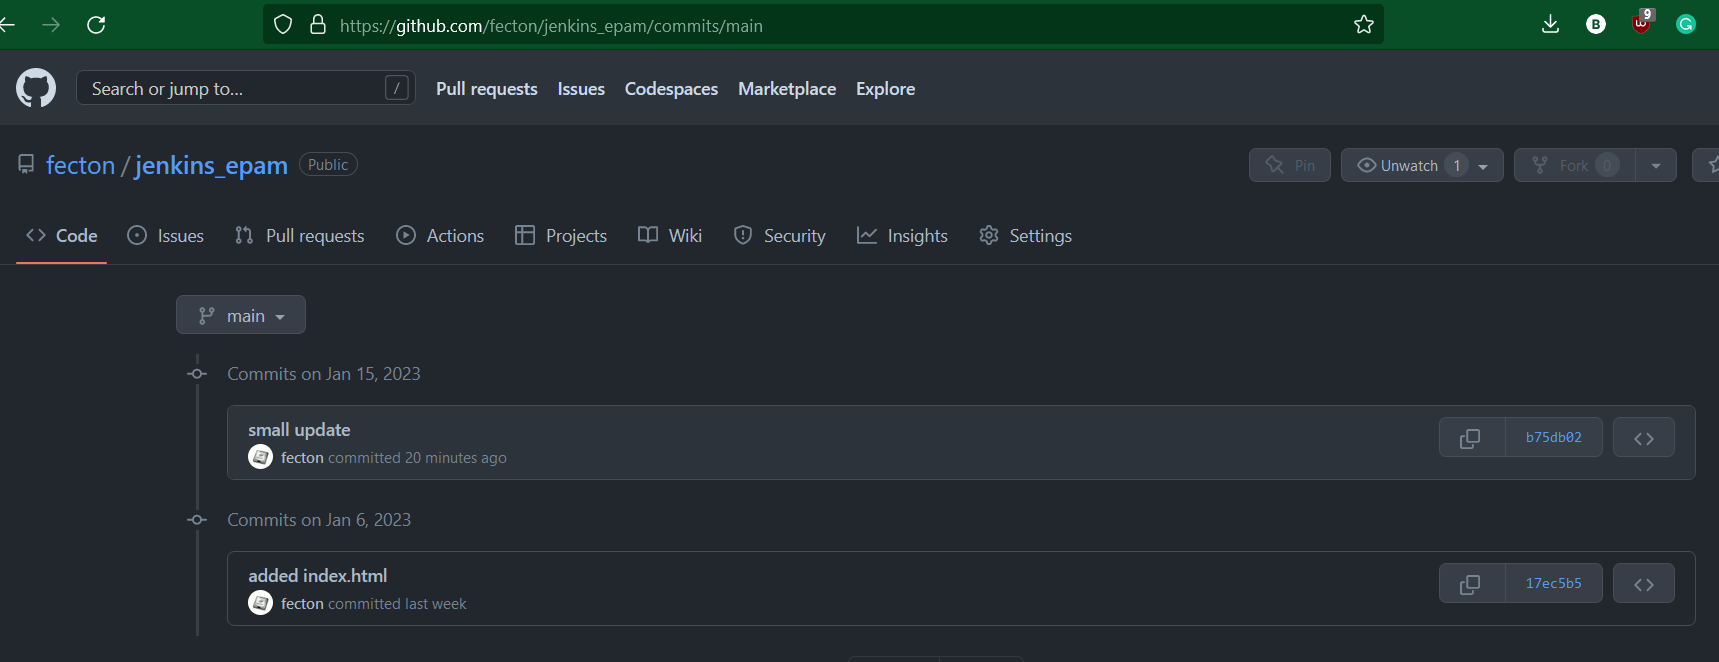 https://github.com/fecton/jenkins_epam/commits/main
B
9
Search or jump to... /
Pull requests Issues Codespaces Marketplace Explore
fecton / jenkins_epam Public
Pin Unwatch 1 Fork 0
Code Issues Pull requests Actions Projects Wiki Security Insights Settings
main
Commits on Jan 15, 2023
small update
fecton committed 20 minutes ago
b75db02
Commits on Jan 6, 2023
added index.html
fecton committed last week
17ec5b5